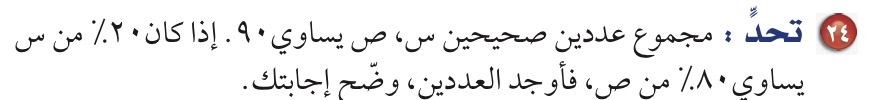 ٢٤ تحدٍّ : مجموع عددين صحيحين س، ص يساوي ٩٠. إذا كان ٢٠٪ من س
يساوي ٨٠٪ من ص، فأوجد العددين، وضّح إجابتك.